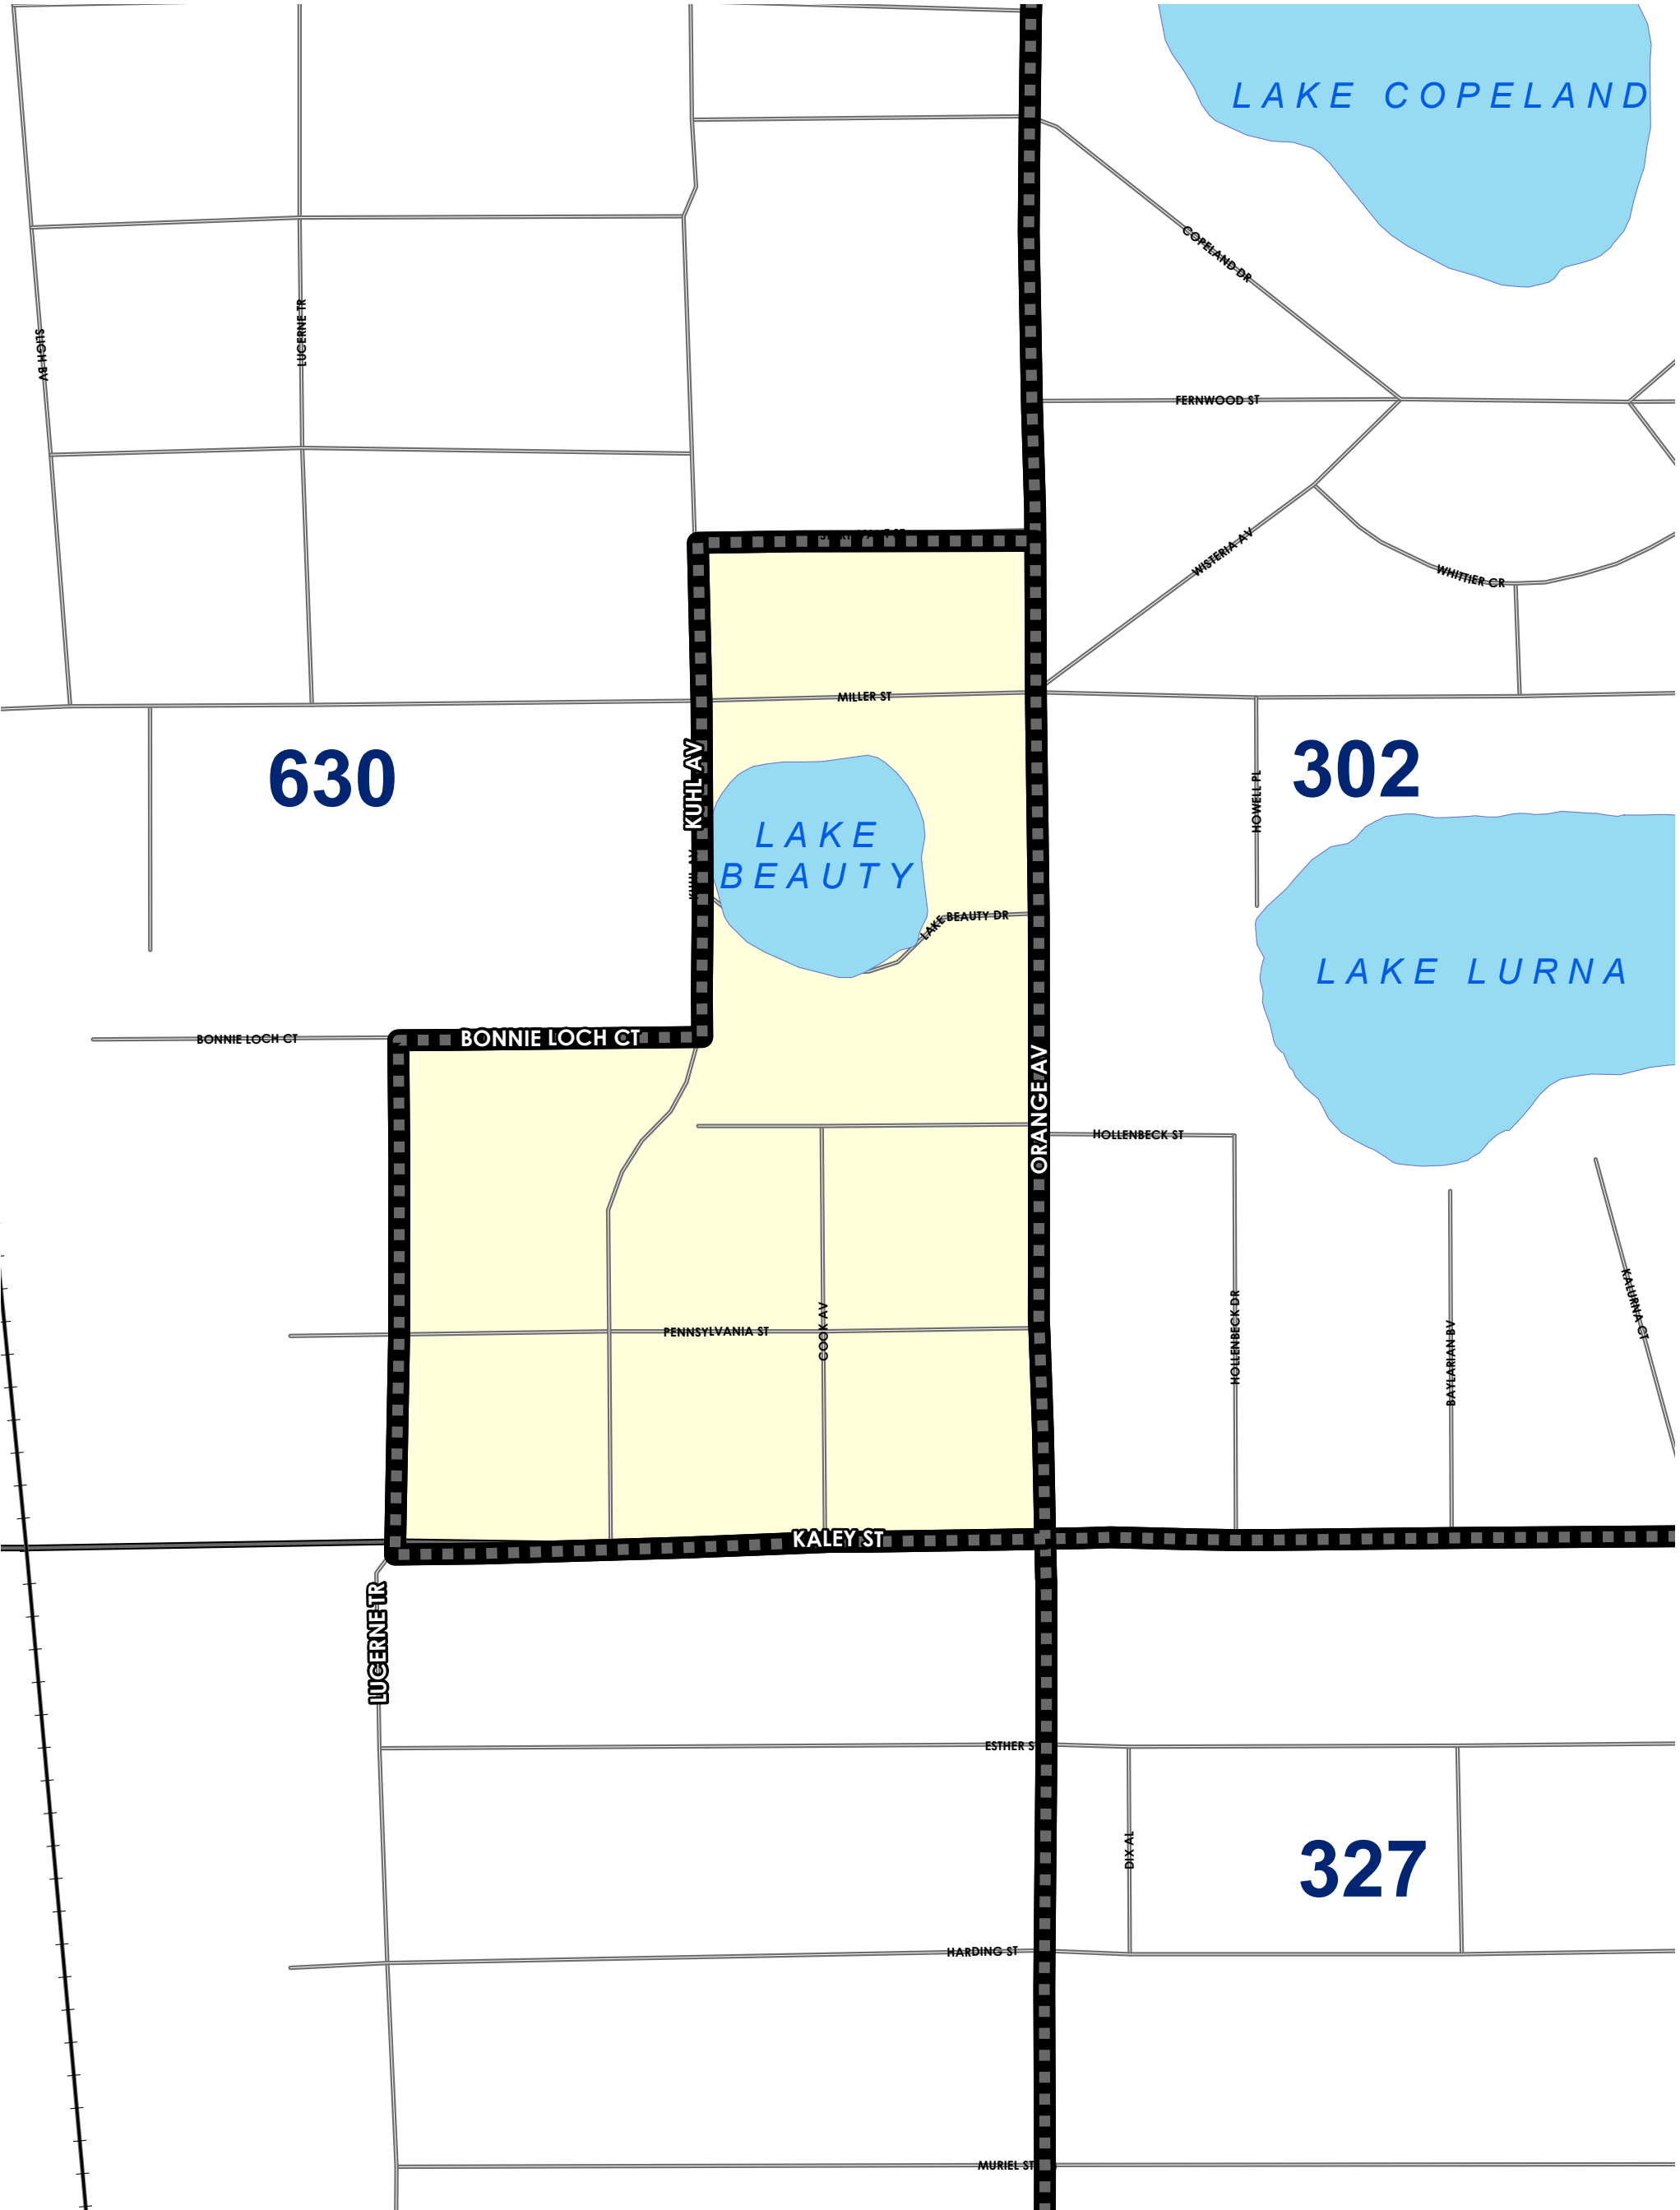 LAKE COPELAND
COPELAND DR
LUCERNE TR
SLIGH BV
FERNWOOD ST
WISTERIA AV
WHITTIER CR
MILLER ST
630
302
KUHL AV
HOWELL PL
LAKE
BEAUTY
KUHL AV
LAKE BEAUTY DR
LAKE LURNA
BONNIE LOCH CT
BONNIE LOCH CT
ORANGE AV
HOLLENBECK ST
PENNSYLVANIA ST
COOK AV
HOLLENBECK DR
BAYLARIAN BV
KALURNA CT
KALEY ST
LUCERNE TR
ESTHER S
DIX AL
327
HARDING ST
MURIEL ST